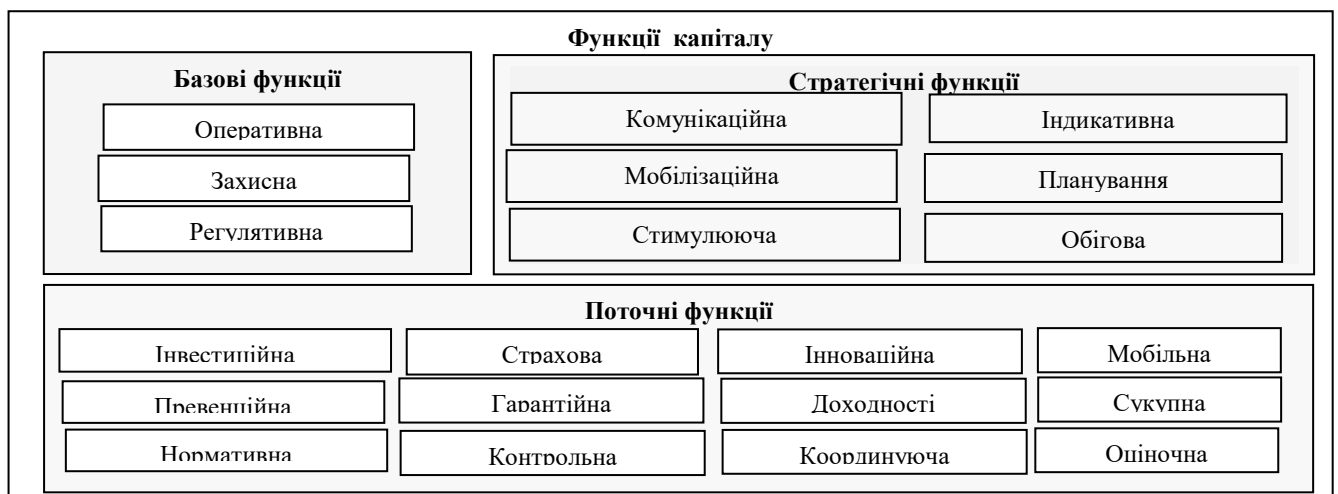 Функції капіталу
Базові функції
Оперативна
Захисна
Регулятивна
Стратегічні функції
Комунікаційна
Індикативна
Мобілізаційна
Планування
Стимулююча
Обігова
Поточні функції
Інвестиційна
Страхова
Інноваційна
Мобільна
Превенційна
Гарантійна
Доходності
Сукупна
Нормативна
Контрольна
Координуюча
Оціночна